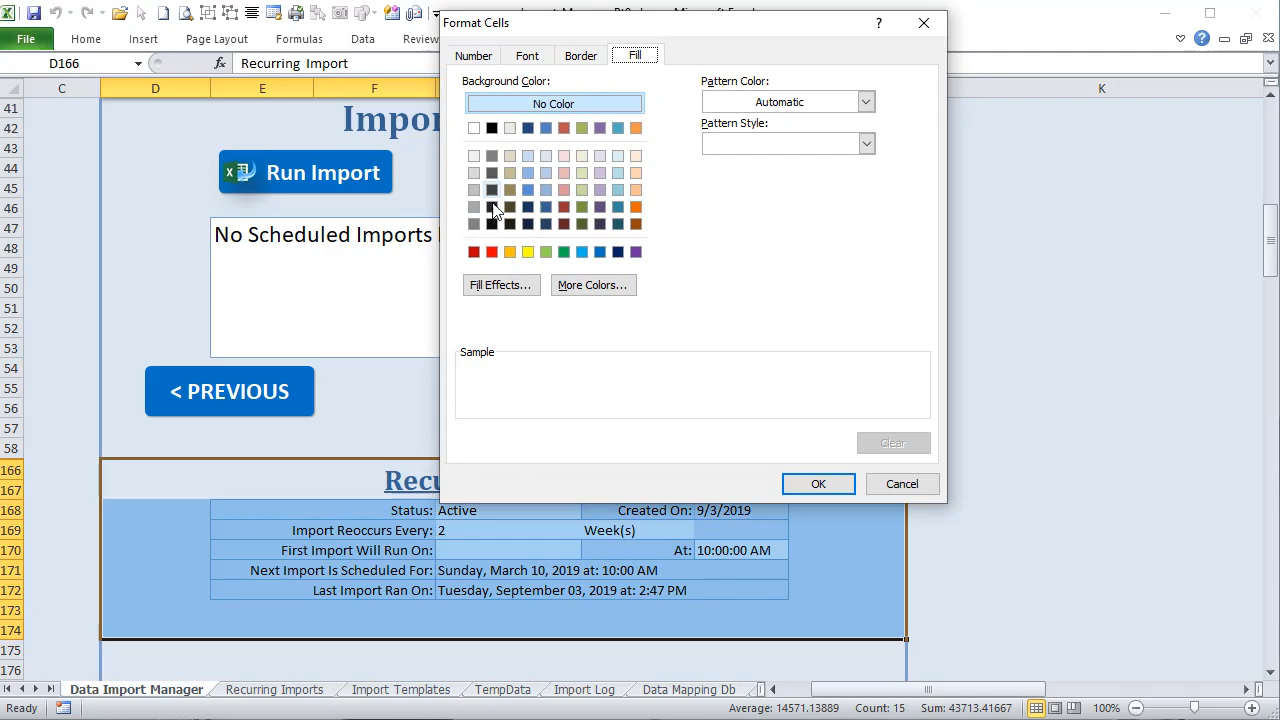 Format Cells
?
File
Home
Insert
Page Layout
Formulas
Data
Number
Font
Border
Fill
D166
fx
Recurring Import
Background Color:
No Color
Pattern Color:
Automatic
Pattern Style:
Fill Effects...
More Colors...
Sample
Clear
OK
Cancel
C
D
E
F
K
41
42
43
44
45
46
47
48
49
50
51
52
53
54
55
56
57
58
166
167
168
169
170
171
172
173
174
175
176
Run Import
No Scheduled Imports
< PREVIOUS
Status: Active Created On: 9/3/2019
Import Reoccurs Every: 2 Week(s)
First Import Will Run On: At: 10:00:00 AM
Next Import Is Scheduled For: Sunday, March 10, 2019 at: 10:00 AM
Last Import Ran On: Tuesday, September 03, 2019 at: 2:47 PM
Data Import Manager Recurring Imports Import Templates TempData Import Log Data Mapping Db
Ready Average: 14571.13889 Count: 15 Sum: 43713.41667 100%